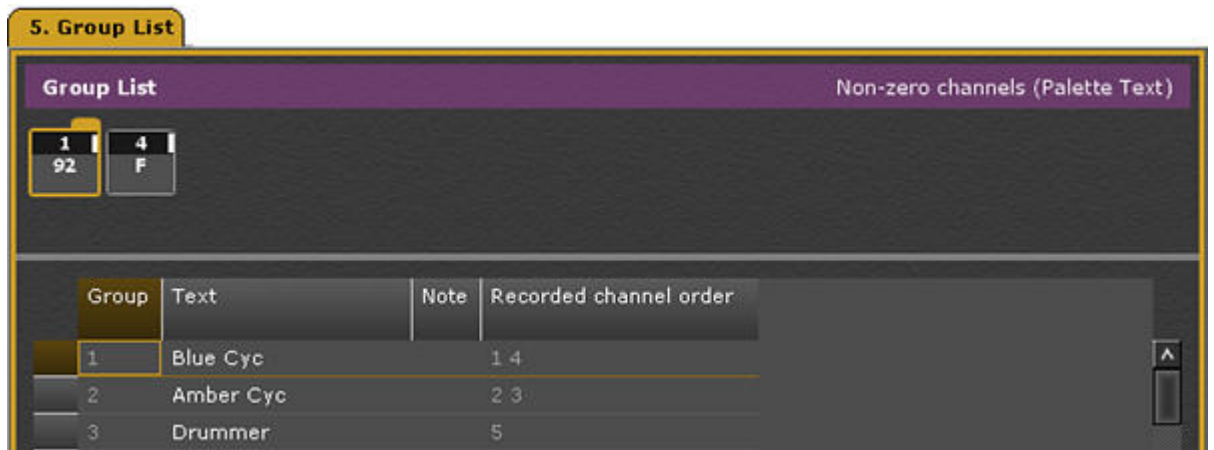 5. Group List
Group List Non-zero channels (Palette Text)
1 4
92 F
Group Text Note Recorded channel order
1 Blue Cyc 1 4
2 Amber Cyc 2 3
3 Drummer 5